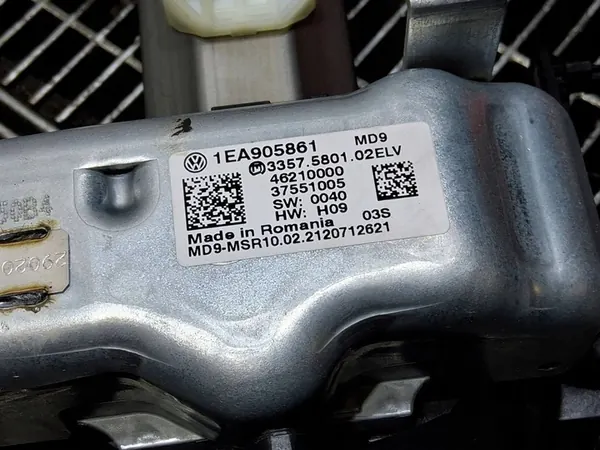 1EA905861 MD9
3357.5801.02ELV
46210000
37551005
SW: 0040
HW: H09
03S
Made in Romania
MD9-MSR10.02.2120712621